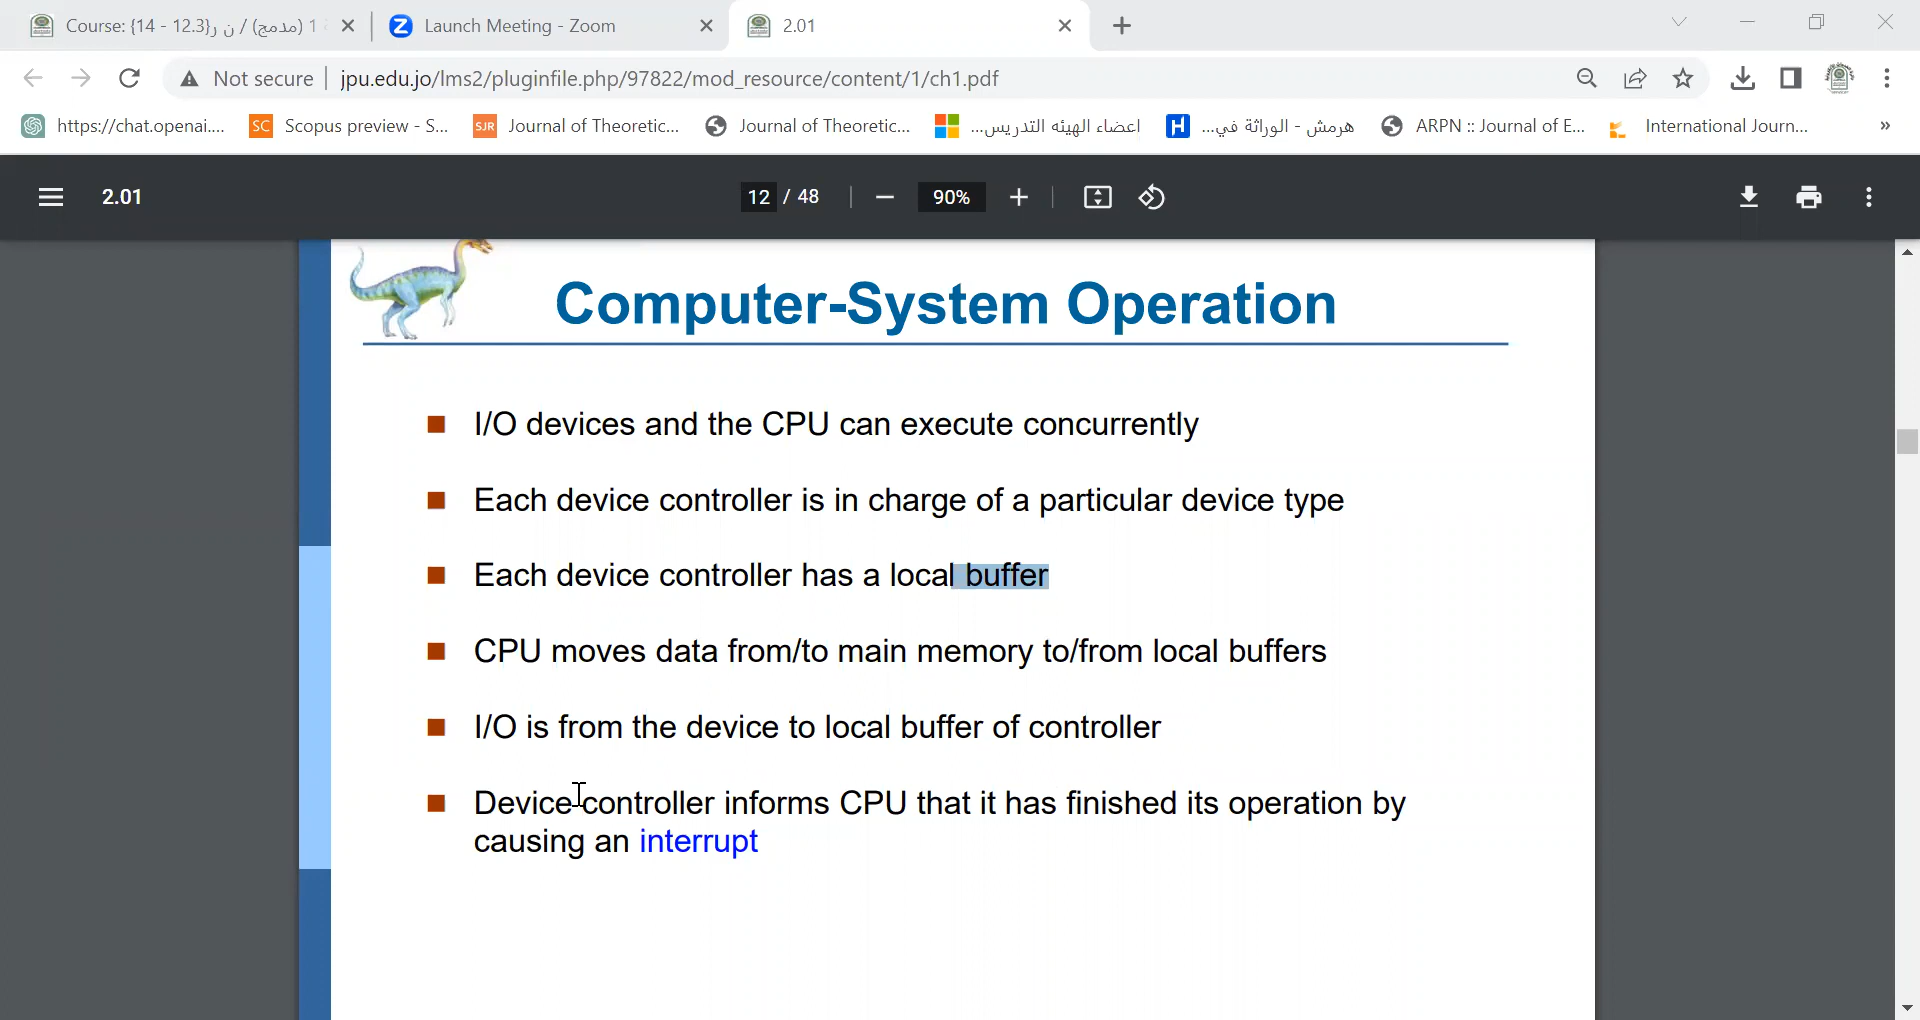 Course: {14 - 12.3}ر ن / (مدمج) 1
Launch Meeting - Zoom
2.01
Not secure
jpu.edu.jo/lms2/pluginfile.php/97822/mod_resource/content/1/ch1.pdf
https://chat.openai....
SC Scopus preview - S...
SJR Journal of Theoretic...
Journal of Theoretic...
اعضاء الهيئه التدريس...
H هرمش - الوراثة في...
ARPN :: Journal of E...
International Journ...
»
2.01
12 / 48
90%
Computer-System Operation
I/O devices and the CPU can execute concurrently
Each device controller is in charge of a particular device type
Each device controller has a local buffer
CPU moves data from/to main memory to/from local buffers
I/O is from the device to local buffer of controller
Device controller informs CPU that it has finished its operation by
causing an interrupt